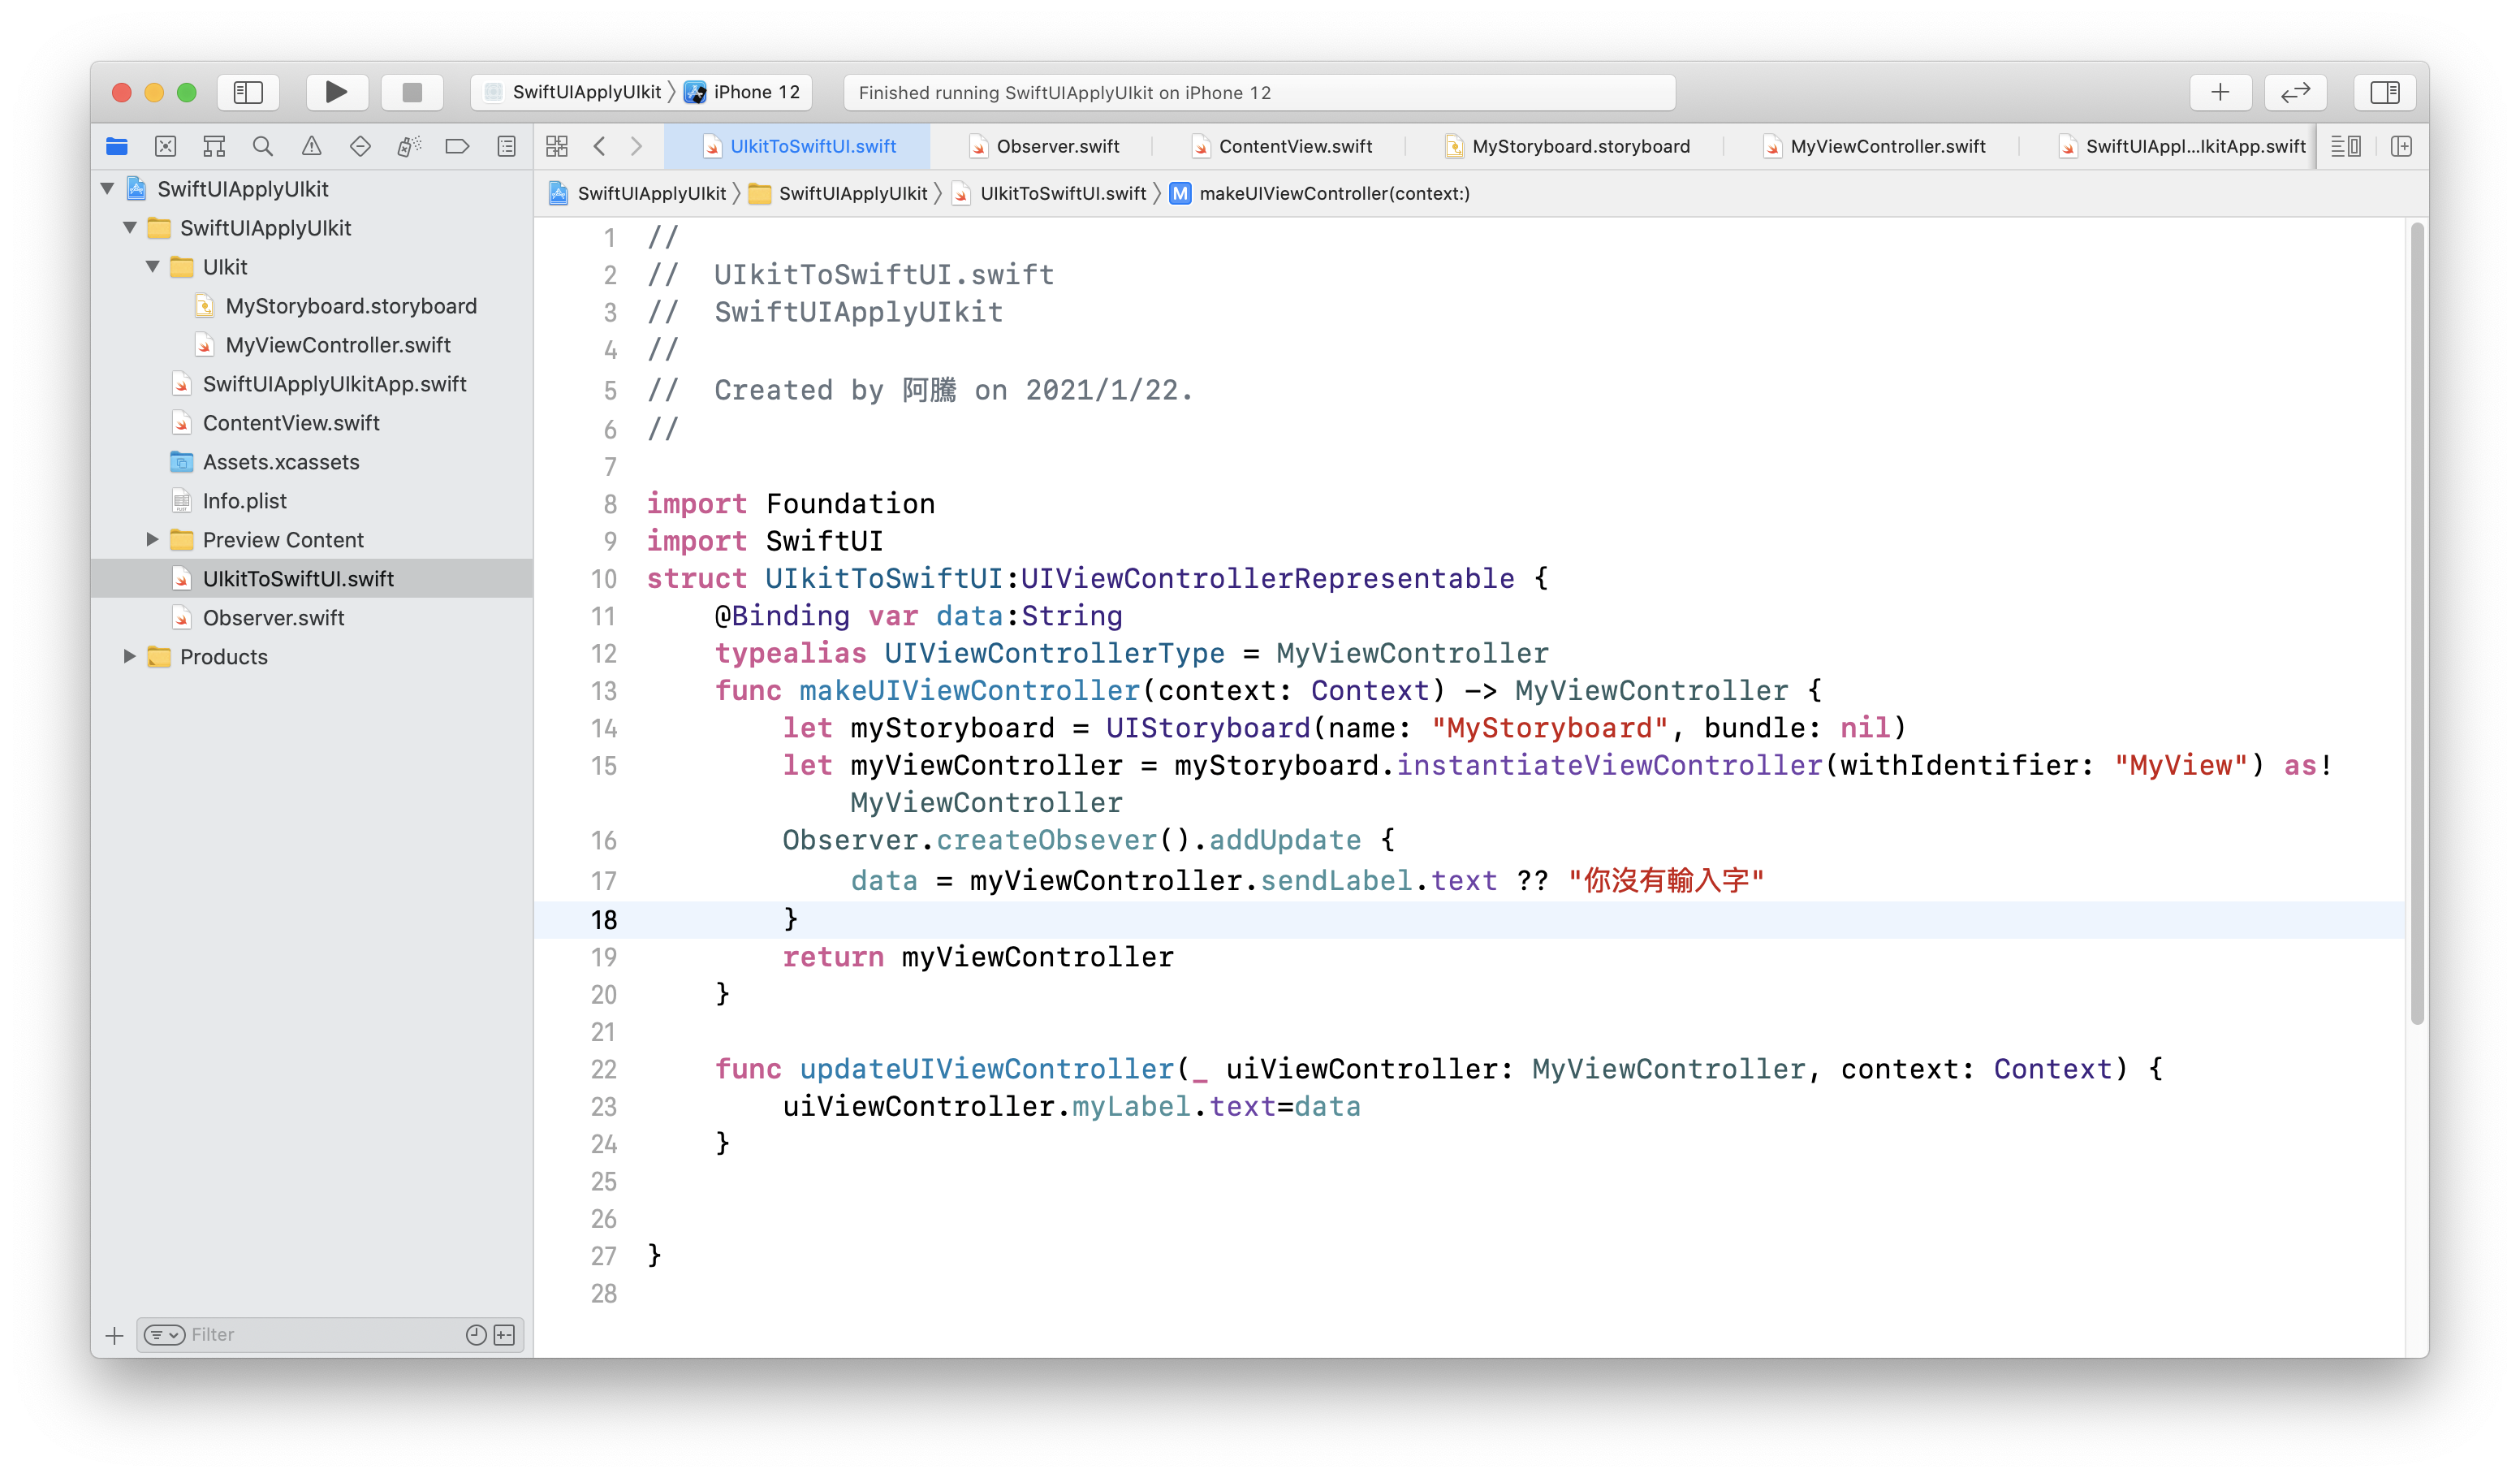 SwiftUIApplyUIkit
iPhone 12
Finished running SwiftUIApplyUIkit on iPhone 12
UIkitToSwiftUI.swift
Observer.swift
ContentView.swift
MyStoryboard.storyboard
MyViewController.swift
SwiftUIAppl...IkitApp.swift
SwiftUIApplyUIkit
SwiftUIApplyUIkit
UIkitToSwiftUI.swift
M makeUIViewController(context:)
SwiftUIApplyUIkit
SwiftUIApplyUIkit
UIkit
MyStoryboard.storyboard
MyViewController.swift
SwiftUIApplyUIkitApp.swift
ContentView.swift
Assets.xcassets
Info.plist
Preview Content
UIkitToSwiftUI.swift
Observer.swift
Products
Filter
1 //
2 //  UIkitToSwiftUI.swift
3 //  SwiftUIApplyUIkit
4 //
5 //  Created by 阿騰 on 2021/1/22.
6 //
7
8 import Foundation
9 import SwiftUI
10 struct UIkitToSwiftUI:UIViewControllerRepresentable {
11     @Binding var data:String
12     typealias UIViewControllerType = MyViewController
13     func makeUIViewController(context: Context) -> MyViewController {
14         let myStoryboard = UIStoryboard(name: "MyStoryboard", bundle: nil)
15         let myViewController = myStoryboard.instantiateViewController(withIdentifier: "MyView") as!
MyViewController
16         Observer.createObsever().addUpdate {
17             data = myViewController.sendLabel.text ?? "你沒有輸入字"
18         }
19         return myViewController
20     }
21
22     func updateUIViewController(_ uiViewController: MyViewController, context: Context) {
23         uiViewController.myLabel.text=data
24     }
25
26
27 }
28